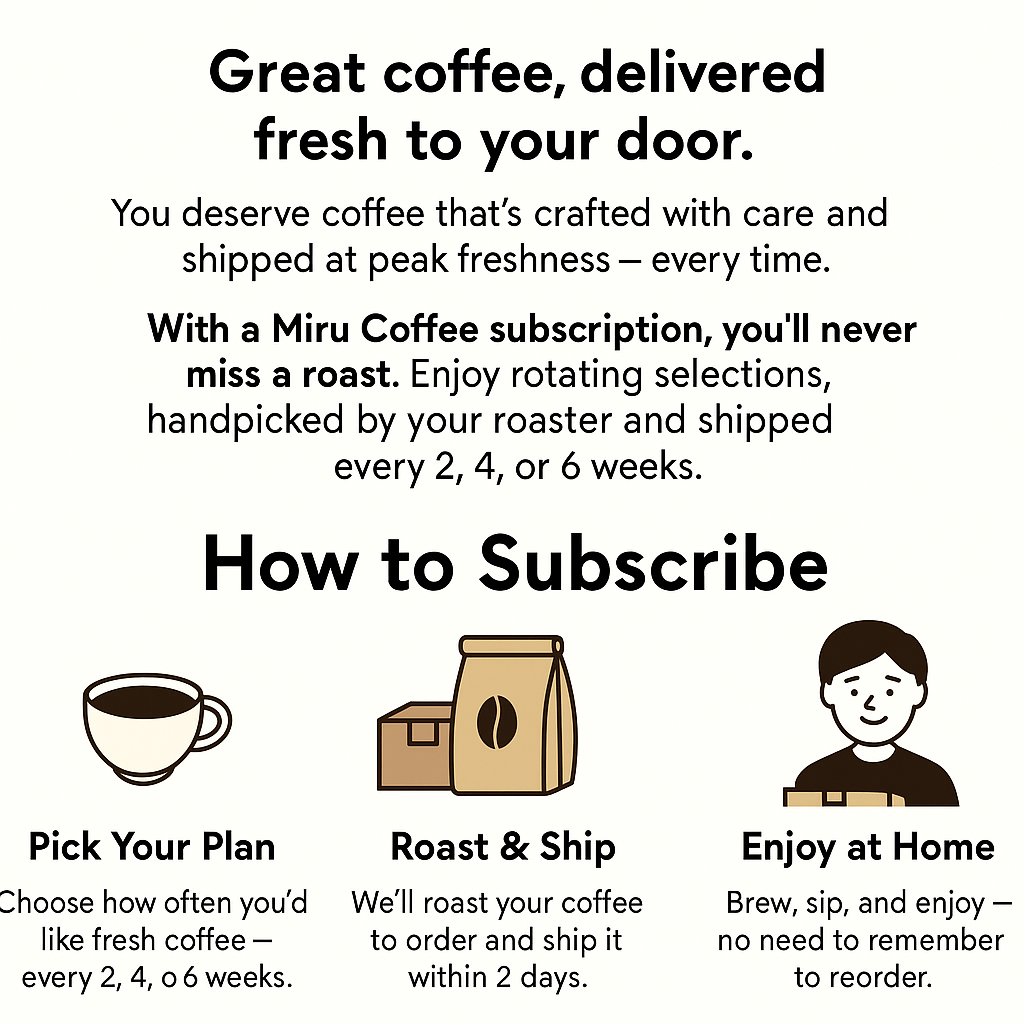 Great coffee, delivered
fresh to your door.
You deserve coffee that’s crafted with care and
shipped at peak freshness – every time.
With a Miru Coffee subscription, you'll never
miss a roast. Enjoy rotating selections,
handpicked by your roaster and shipped
every 2, 4, or 6 weeks.
How to Subscribe
Pick Your Plan
Choose how often you’d
like fresh coffee –
every 2, 4, o 6 weeks.
Roast & Ship
We’ll roast your coffee
to order and ship it
within 2 days.
Enjoy at Home
Brew, sip, and enjoy –
no need to remember
to reorder.